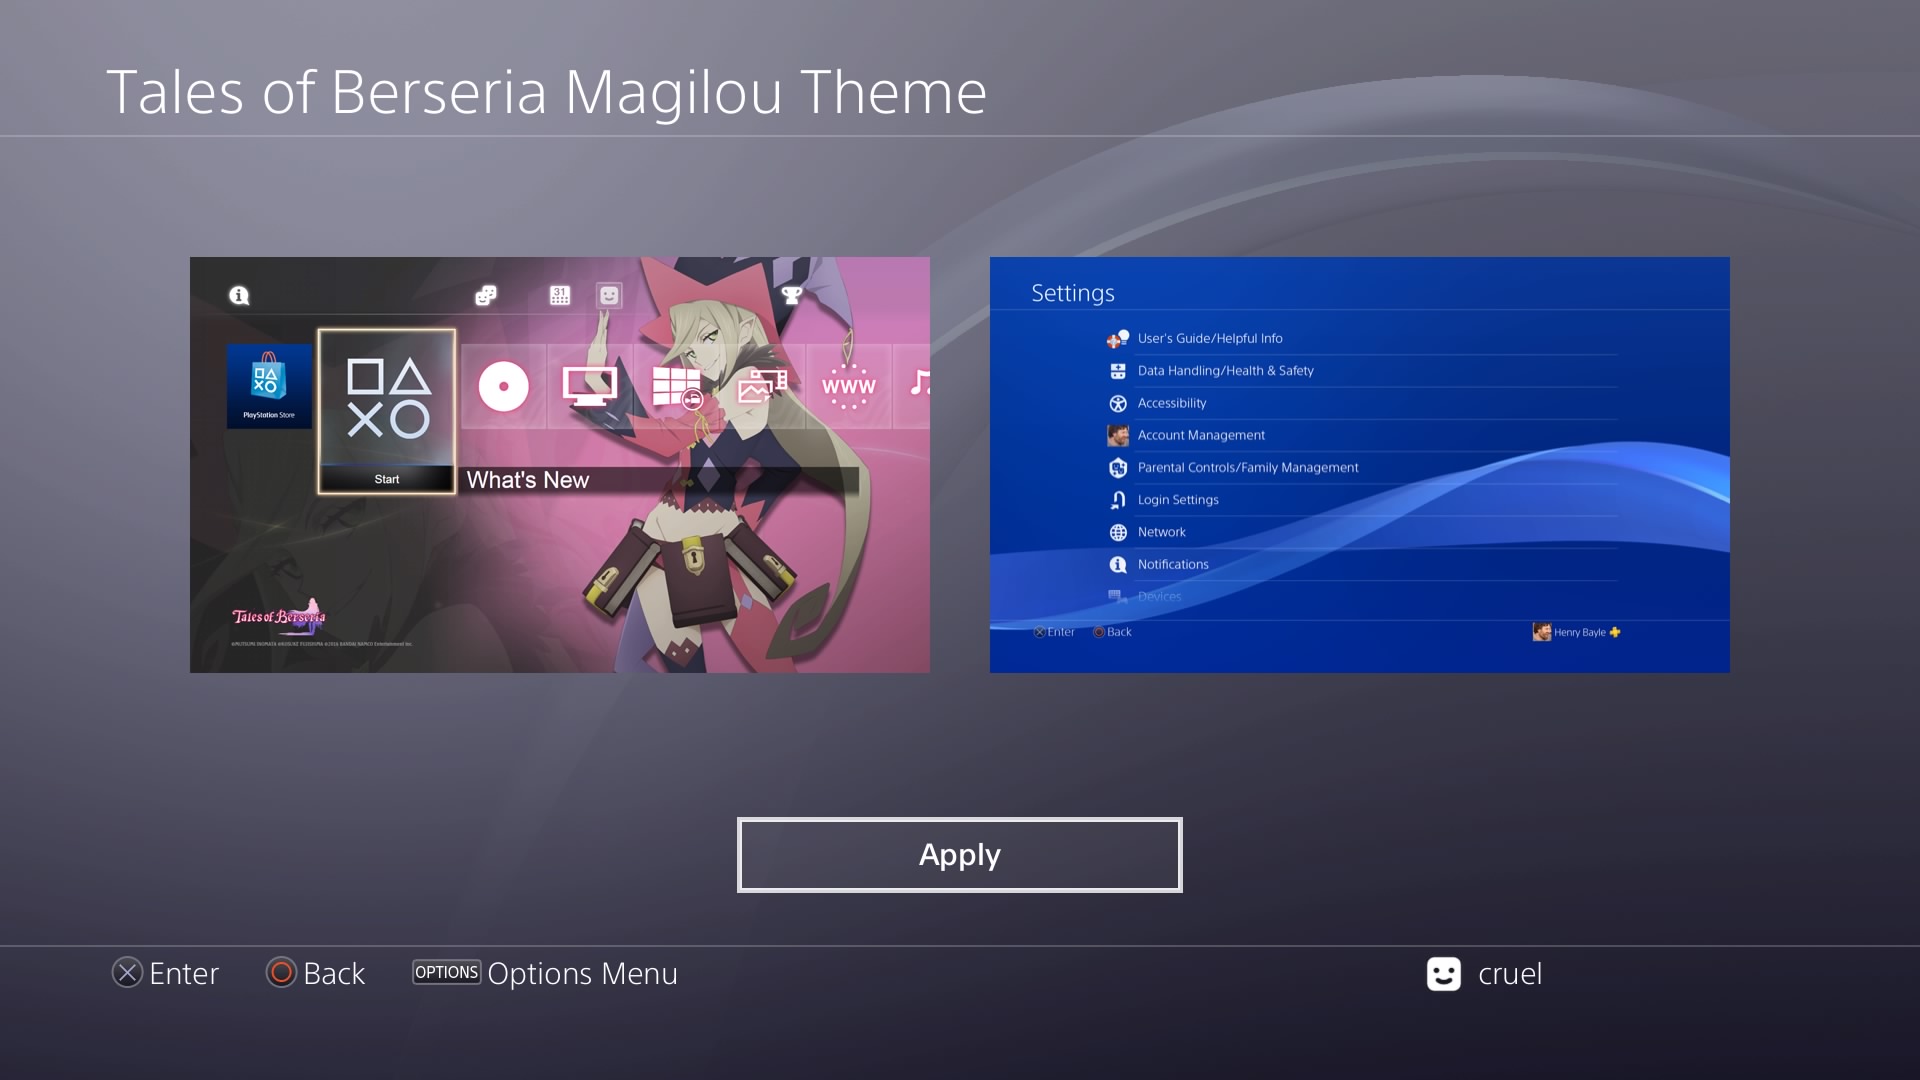 Tales of Berseria Magilou Theme
31
PlayStation Store
Start
What's New
www
Tales of Berseria
Settings
User's Guide/Helpful Info
Data Handling/Health & Safety
Accessibility
Account Management
Parental Controls/Family Management
Login Settings
Network
Notifications
Devices
Enter
Back
Henry Bayle
Apply
Enter
Back
OPTIONS Options Menu
cruel